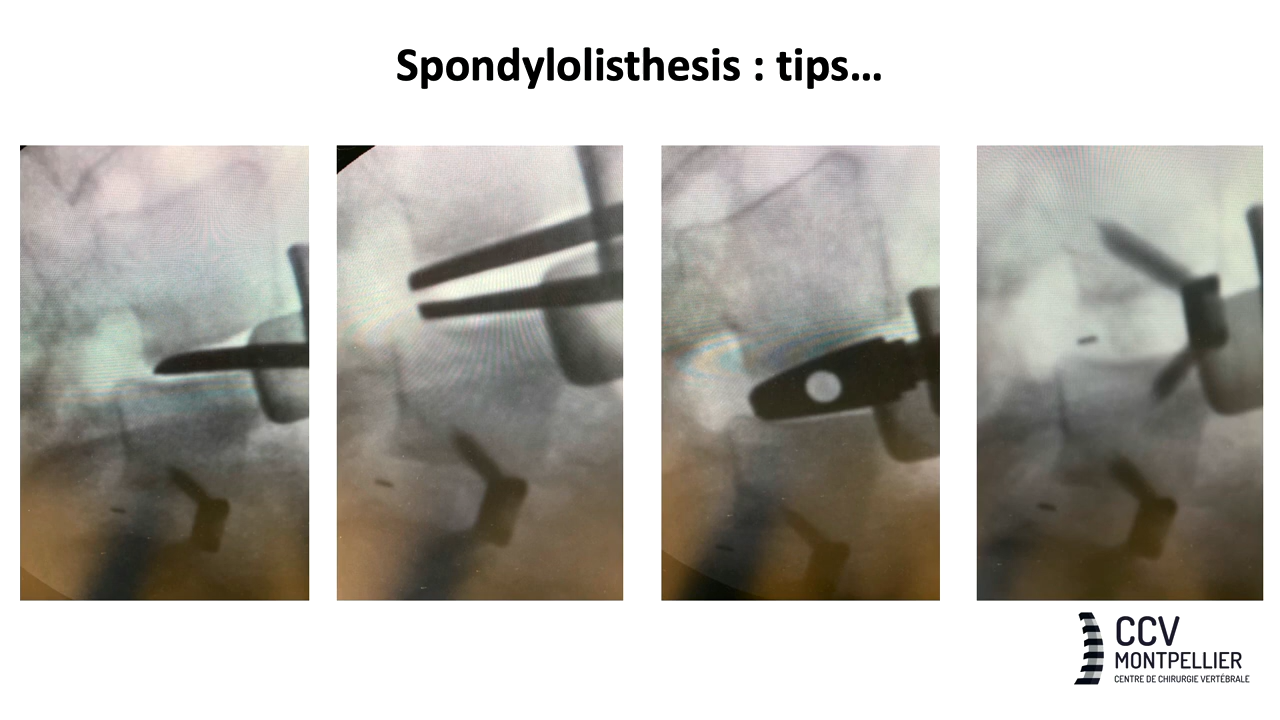 Spondylolisthesis : tips...
CCV
MONTPELLIER
CENTRE DE CHIRURGIE VERTÉBRALE